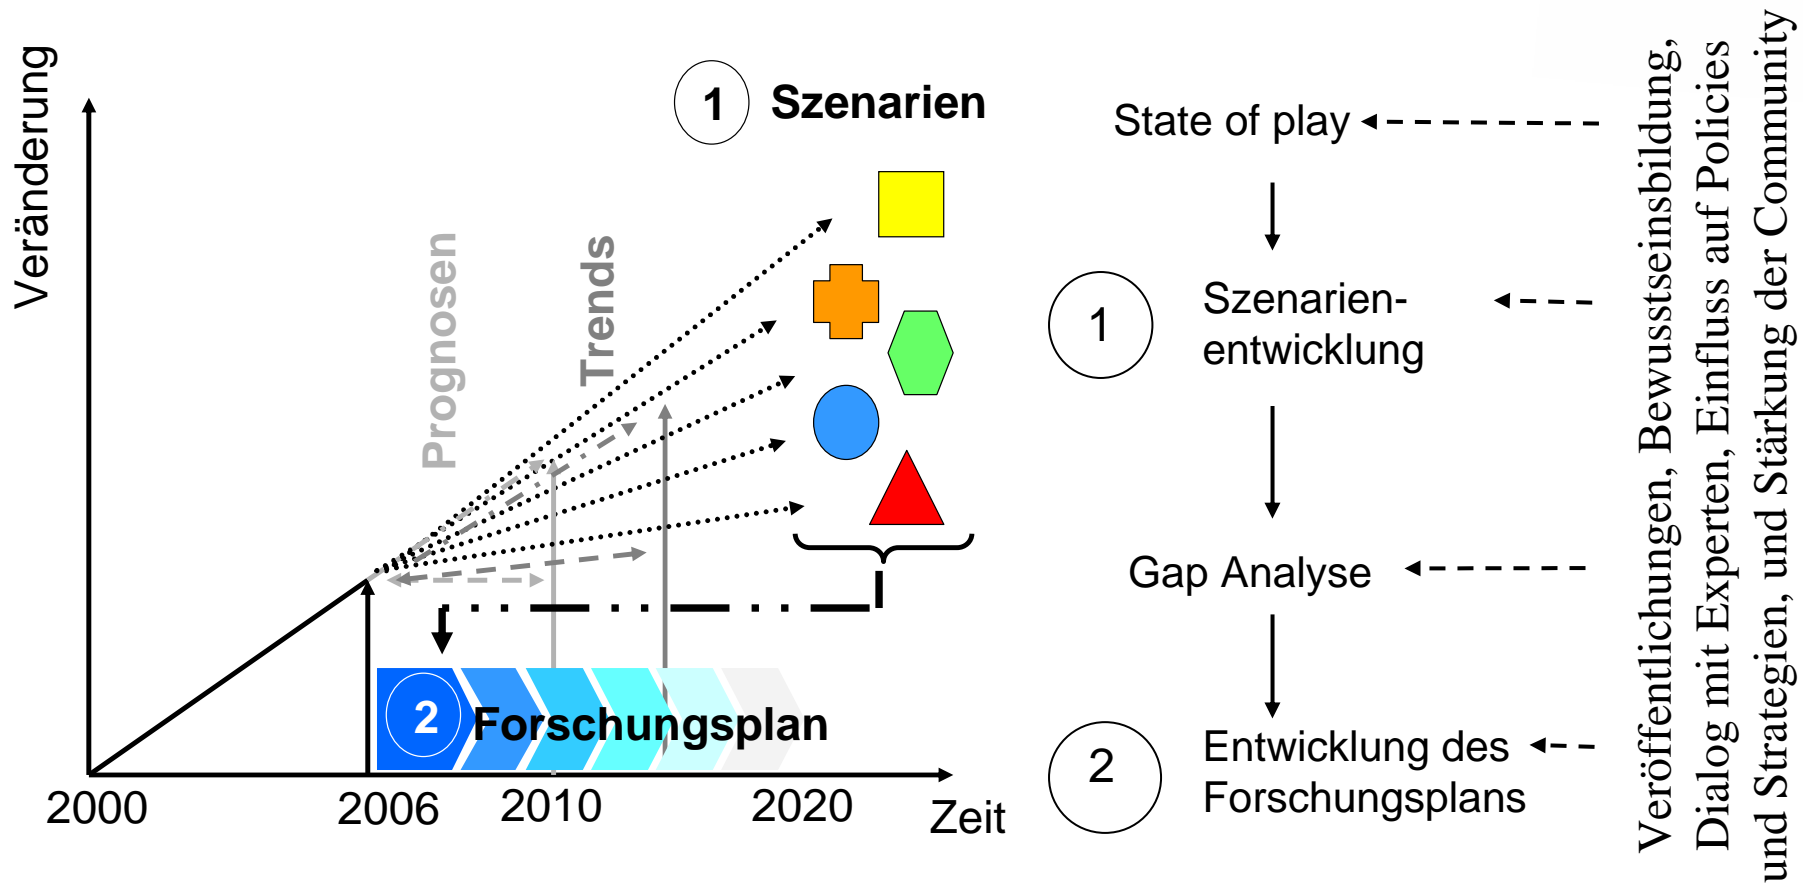 Veränderung
1 Szenarien
Prognosen
Trends
2 Forschungsplan
2000 2006 2010 2020 Zeit
State of play
1
Szenarien-
entwicklung
Gap Analyse
2
Entwicklung des
Forschungsplans
Veröffentlichungen, Bewusstseinsbildung,
Dialog mit Experten, Einfluss auf Policies
und Strategien, und Stärkung der Community